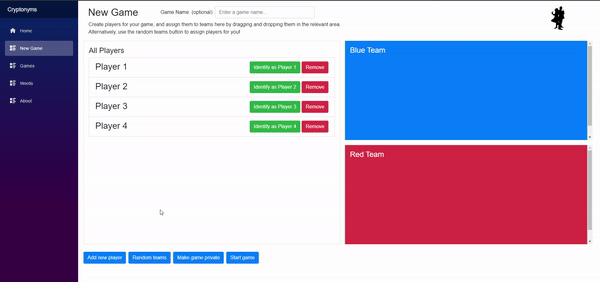 Cryptonyms
Home
New Game
Games
Words
About
New Game
Game Name (optional)
Enter a game name...
Create players for your game, and assign them to teams here by dragging and dropping them in the relevant area
Alternatively, use the random teams button to assign players for you!
All Players
Player 1
Identify as Player 1
Remove
Player 2
Identify as Player 2
Remove
Player 3
Identify as Player 3
Remove
Player 4
Identify as Player 4
Remove
Blue Team
Red Team
Add new player
Random teams
Make game private
Start game